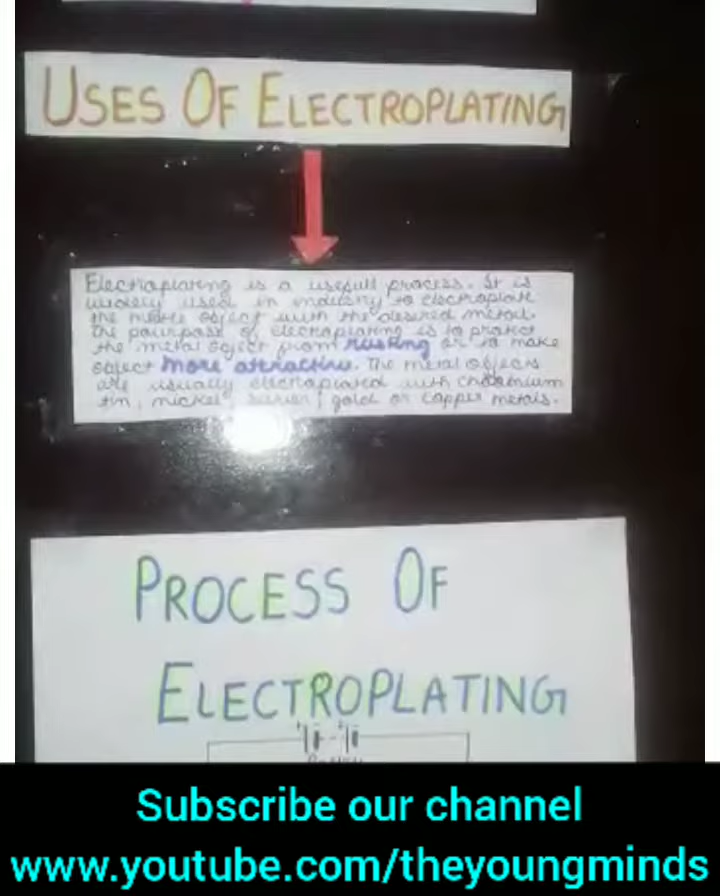 USES OF ELECTROPLATING
Electroplating is a usefull process. It is
widely used in industry to electroplate
the metal object with the desired metal.
The pourpose of electroplating is to protect
the metal object from rusting or to make
object more attractive. The metal objects
are usually electroplated with chromium
tin, nickel, silver, gold or copper metals.
PROCESS OF
ELECTROPLATING
Subscribe our channel
www.youtube.com/theyoungminds